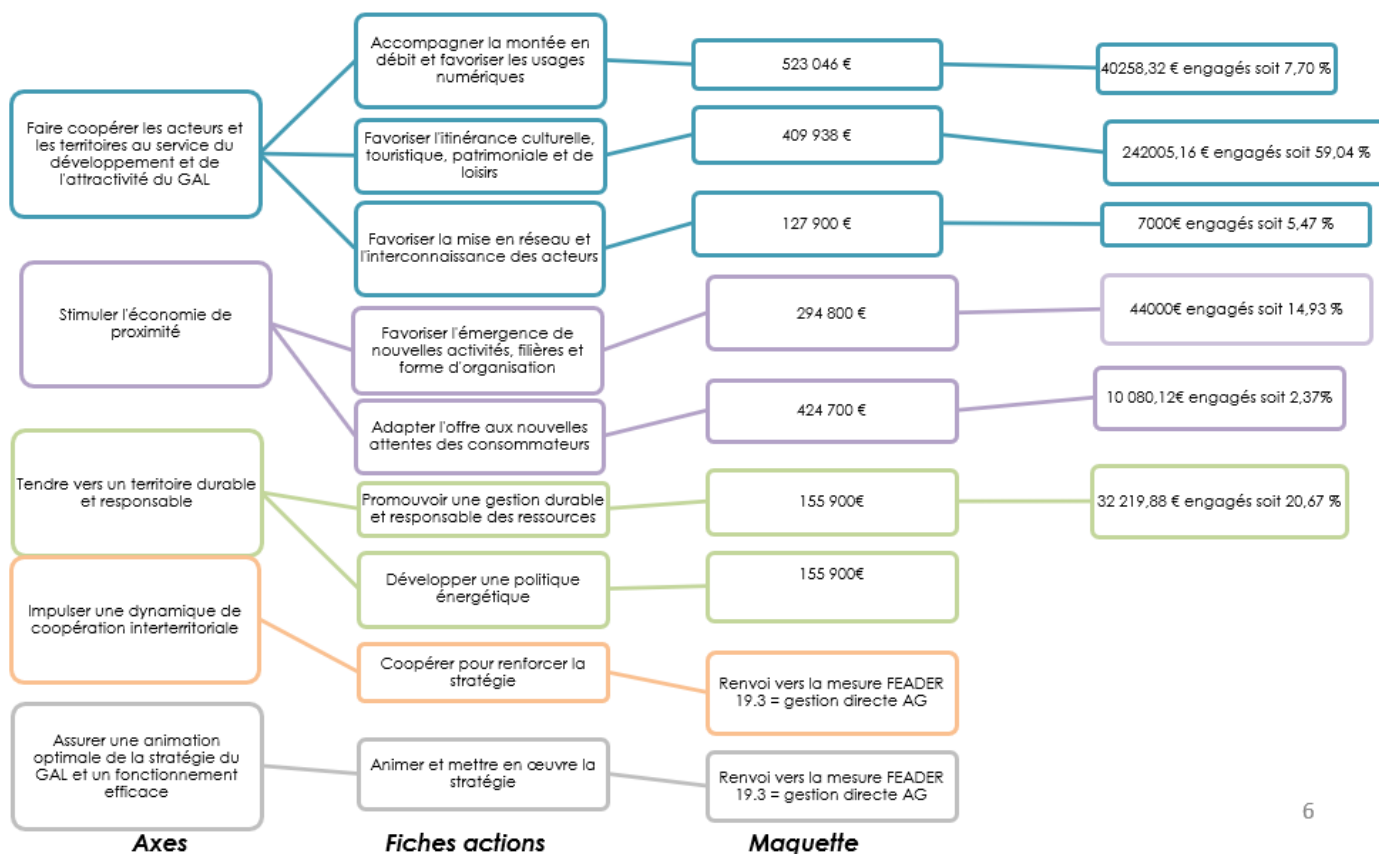 Accompagner la montée en
débit et favoriser les usages
numériques
523 046 €
40258,32 € engagés soit 7,70 %
Faire coopérer les acteurs et
les territoires au service du
développement et de
l'attractivité du GAL
Favoriser l'itinérance culturelle,
touristique, patrimoniale et de
loisirs
409 938 €
242005,16 € engagés soit 59,04 %
Favoriser la mise en réseau et
l'interconnaissance des acteurs
127 900 €
7000€ engagés soit 5,47 %
Stimuler l'économie de
proximité
Favoriser l'émergence de
nouvelles activités, filières et
forme d'organisation
294 800 €
44000€ engagés soit 14,93 %
Adapter l'offre aux nouvelles
attentes des consommateurs
424 700 €
10 080,12€ engagés soit 2,37%
Tendre vers un territoire durable
et responsable
Promouvoir une gestion durable
et responsable des ressources
155 900€
32 219,88 € engagés soit 20,67 %
Développer une politique
énergétique
155 900€
Impulser une dynamique de
coopération interterritoriale
Coopérer pour renforcer la
stratégie
Renvoi vers la mesure FEADER
19.3 = gestion directe AG
Assurer une animation
optimale de la stratégie du
GAL et un fonctionnement
efficace
Animer et mettre en œuvre la
stratégie
Renvoi vers la mesure FEADER
19.3 = gestion directe AG
6
Axes
Fiches actions
Maquette